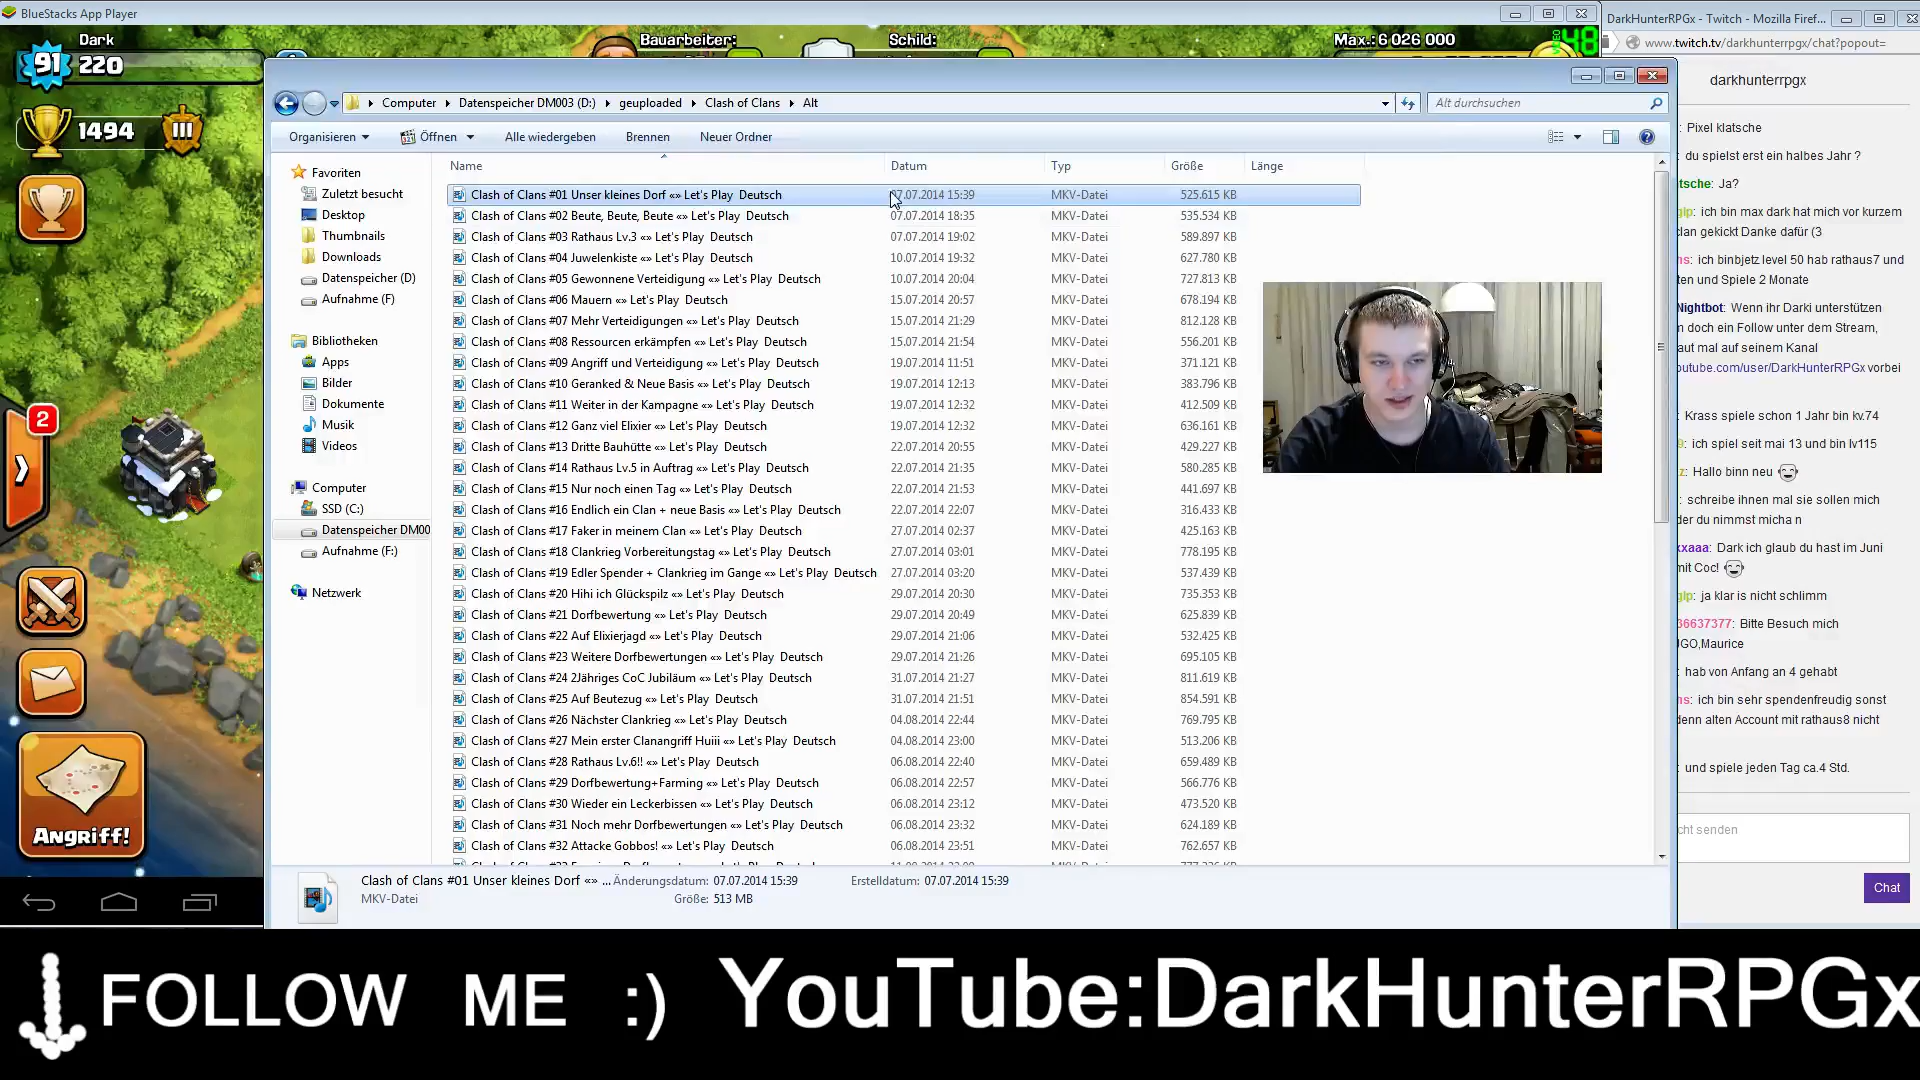 BlueStacks App Player
DarkHunterRPGx - Twitch - Mozilla Firef...
www.twitch.tv/darkhunterrpgx/chat?popout=
Dark
91 220
1494
III
Bauarbeiter:
Schild:
Max.: 6 026 000
48
2
Angriff!
Computer ▸ Datenspeicher DM003 (D:) ▸ geuploaded ▸ Clash of Clans ▸ Alt
Alt durchsuchen
Organisieren
Öffnen
Alle wiedergeben
Brennen
Neuer Ordner
Favoriten
Zuletzt besucht
Desktop
Thumbnails
Downloads
Datenspeicher (D)
Aufnahme (F)
Bibliotheken
Apps
Bilder
Dokumente
Musik
Videos
Computer
SSD (C:)
Datenspeicher DM00
Aufnahme (F:)
Netzwerk
Name Datum Typ Größe Länge
Clash of Clans #01 Unser kleines Dorf «» Let's Play Deutsch 07.07.2014 15:39 MKV-Datei 525.615 KB
Clash of Clans #02 Beute, Beute, Beute «» Let's Play Deutsch 07.07.2014 18:35 MKV-Datei 535.534 KB
Clash of Clans #03 Rathaus Lv.3 «» Let's Play Deutsch 07.07.2014 19:02 MKV-Datei 589.897 KB
Clash of Clans #04 Juwelenkiste «» Let's Play Deutsch 10.07.2014 19:32 MKV-Datei 627.780 KB
Clash of Clans #05 Gewonnene Verteidigung «» Let's Play Deutsch 10.07.2014 20:04 MKV-Datei 727.813 KB
Clash of Clans #06 Mauern «» Let's Play Deutsch 15.07.2014 20:57 MKV-Datei 678.194 KB
Clash of Clans #07 Mehr Verteidigungen «» Let's Play Deutsch 15.07.2014 21:29 MKV-Datei 812.128 KB
Clash of Clans #08 Ressourcen erkämpfen «» Let's Play Deutsch 15.07.2014 21:54 MKV-Datei 556.201 KB
Clash of Clans #09 Angriff und Verteidigung «» Let's Play Deutsch 19.07.2014 11:51 MKV-Datei 371.121 KB
Clash of Clans #10 Geranked & Neue Basis «» Let's Play Deutsch 19.07.2014 12:13 MKV-Datei 383.796 KB
Clash of Clans #11 Weiter in der Kampagne «» Let's Play Deutsch 19.07.2014 12:32 MKV-Datei 412.509 KB
Clash of Clans #12 Ganz viel Elixier «» Let's Play Deutsch 19.07.2014 12:32 MKV-Datei 636.161 KB
Clash of Clans #13 Dritte Bauhütte «» Let's Play Deutsch 22.07.2014 20:55 MKV-Datei 429.227 KB
Clash of Clans #14 Rathaus Lv.5 in Auftrag «» Let's Play Deutsch 22.07.2014 21:35 MKV-Datei 580.285 KB
Clash of Clans #15 Nur noch einen Tag «» Let's Play Deutsch 22.07.2014 21:53 MKV-Datei 441.697 KB
Clash of Clans #16 Endlich ein Clan + neue Basis «» Let's Play Deutsch 22.07.2014 22:07 MKV-Datei 316.433 KB
Clash of Clans #17 Faker in meinem Clan «» Let's Play Deutsch 27.07.2014 02:37 MKV-Datei 425.163 KB
Clash of Clans #18 Clankrieg Vorbereitungstag «» Let's Play Deutsch 27.07.2014 03:01 MKV-Datei 778.195 KB
Clash of Clans #19 Edler Spender + Clankrieg im Gange «» Let's Play Deutsch 27.07.2014 03:20 MKV-Datei 537.439 KB
Clash of Clans #20 Hihi ich Glückspilz «» Let's Play Deutsch 29.07.2014 20:30 MKV-Datei 735.353 KB
Clash of Clans #21 Dorfbewertung «» Let's Play Deutsch 29.07.2014 20:49 MKV-Datei 625.839 KB
Clash of Clans #22 Auf Elixierjagd «» Let's Play Deutsch 29.07.2014 21:06 MKV-Datei 532.425 KB
Clash of Clans #23 Weitere Dorfbewertungen «» Let's Play Deutsch 29.07.2014 21:26 MKV-Datei 695.105 KB
Clash of Clans #24 2Jähriges CoC Jubiläum «» Let's Play Deutsch 31.07.2014 21:27 MKV-Datei 811.619 KB
Clash of Clans #25 Auf Beutezug «» Let's Play Deutsch 31.07.2014 21:51 MKV-Datei 854.591 KB
Clash of Clans #26 Nächster Clankrieg «» Let's Play Deutsch 04.08.2014 22:44 MKV-Datei 769.795 KB
Clash of Clans #27 Mein erster Clanangriff Huiii «» Let's Play Deutsch 04.08.2014 23:00 MKV-Datei 513.206 KB
Clash of Clans #28 Rathaus Lv.6!! «» Let's Play Deutsch 06.08.2014 22:40 MKV-Datei 659.489 KB
Clash of Clans #29 Dorfbewertung+Farming «» Let's Play Deutsch 06.08.2014 22:57 MKV-Datei 566.776 KB
Clash of Clans #30 Wieder ein Leckerbissen «» Let's Play Deutsch 06.08.2014 23:12 MKV-Datei 473.520 KB
Clash of Clans #31 Noch mehr Dorfbewertungen «» Let's Play Deutsch 06.08.2014 23:32 MKV-Datei 624.189 KB
Clash of Clans #32 Attacke Gobbos! «» Let's Play Deutsch 06.08.2014 23:51 MKV-Datei 762.657 KB
Clash of Clans #01 Unser kleines Dorf «» ... Änderungsdatum: 07.07.2014 15:39 Erstelldatum: 07.07.2014 15:39
MKV-Datei Größe: 513 MB
darkhunterrpgx
: Pixel klatsche
: du spielst erst ein halbes Jahr ?
tsche: Ja?
glp: ich bin max dark hat mich vor kurzem
clan gekickt Danke dafür (3
ns: ich binbjetz level 50 hab rathaus7 und
ten und Spiele 2 Monate
Nightbot: Wenn ihr Darki unterstützen
m doch ein Follow unter dem Stream,
aut mal auf seinem Kanal
outube.com/user/DarkHunterRPGx vorbei
: Krass spiele schon 1 Jahr bin kv.74
9: ich spiel seit mai 13 und bin lv115
z: Hallo binn neu
: schreibe ihnen mal sie sollen mich
der du nimmst micha n
xxaaa: Dark ich glaub du hast im Juni
mit Coc!
glp: ja klar is nicht schlimm
36637377: Bitte Besuch mich
JGO,Maurice
: hab von Anfang an 4 gehabt
ns: ich bin sehr spendenfreudig sonst
denn alten Account mit rathaus8 nicht
: und spiele jeden Tag ca.4 Std.
cht senden
Chat
FOLLOW ME :) YouTube:DarkHunterRPGx